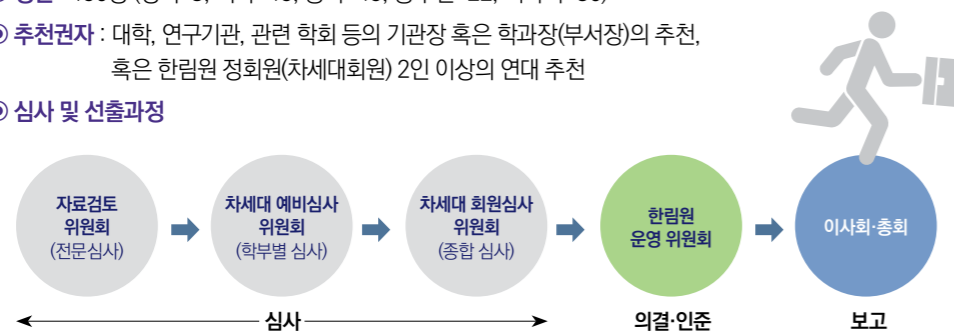 추천권자 : 대학, 연구기관, 관련 학회 등의 기관장 혹은 학과장(부서장)의 추천,
혹은 한림원 정회원(차세대회원) 2인 이상의 연대 추천
심사 및 선출과정
자료검토
위원회
(전문심사)
차세대 예비심사
위원회
(학부별 심사)
차세대 회원심사
위원회
(종합 심사)
한림원
운영 위원회
이사회·총회
심사
의결·인준
보고